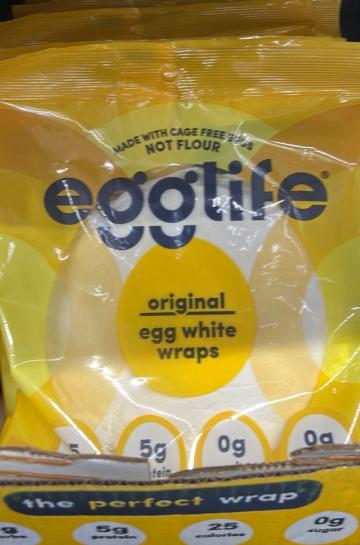 MADE WITH CAGE FREE EGGS
NOT FLOUR
egglife®
original
egg white
wraps
5g
0g
0g
the perfect wrap
5g
protein
25
calories
0g
sugar